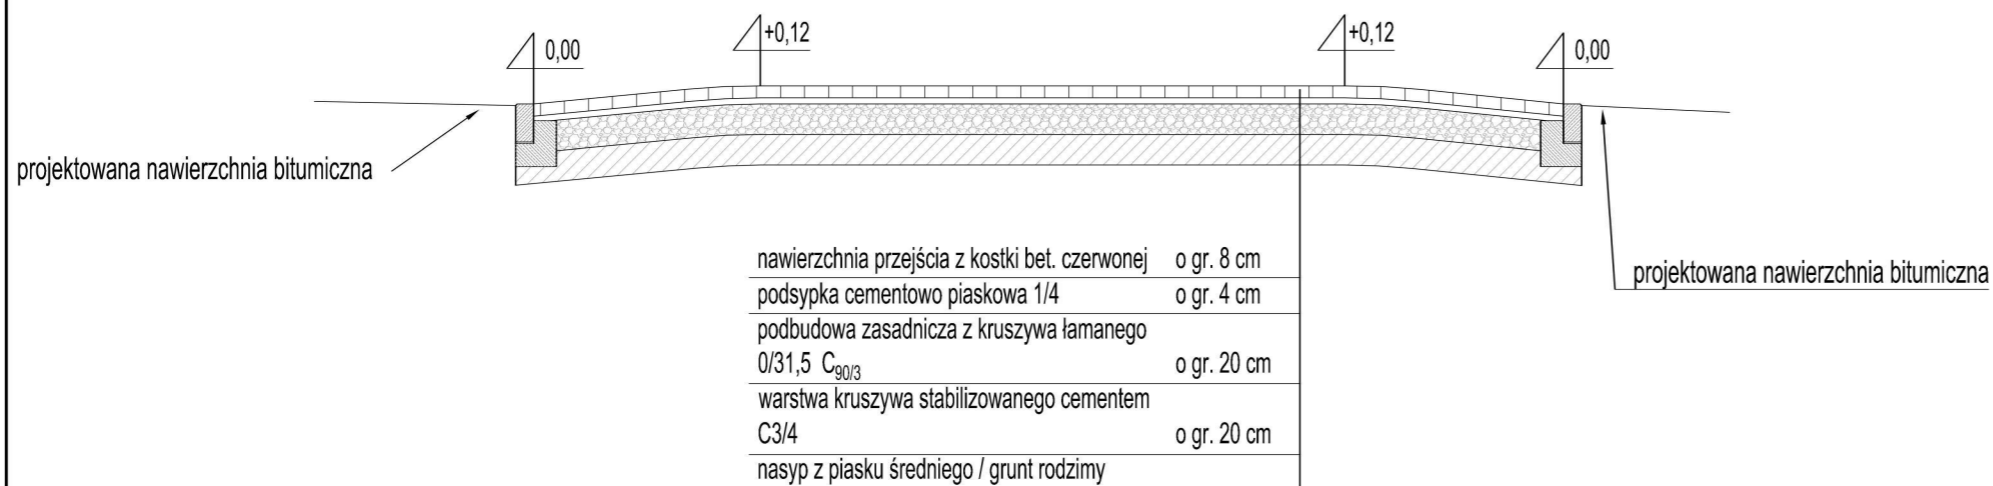 +0,12
+0,12
0,00
0,00
projektowana nawierzchnia bitumiczna
nawierzchnia przejścia z kostki bet. czerwonej o gr. 8 cm
projektowana nawierzchnia bitumiczna
podsypka cementowo piaskowa 1/4 o gr. 4 cm
podbudowa zasadnicza z kruszywa łamanego
0/31,5 C90/3 o gr. 20 cm
warstwa kruszywa stabilizowanego cementem
C3/4 o gr. 20 cm
nasyp z piasku średniego / grunt rodzimy